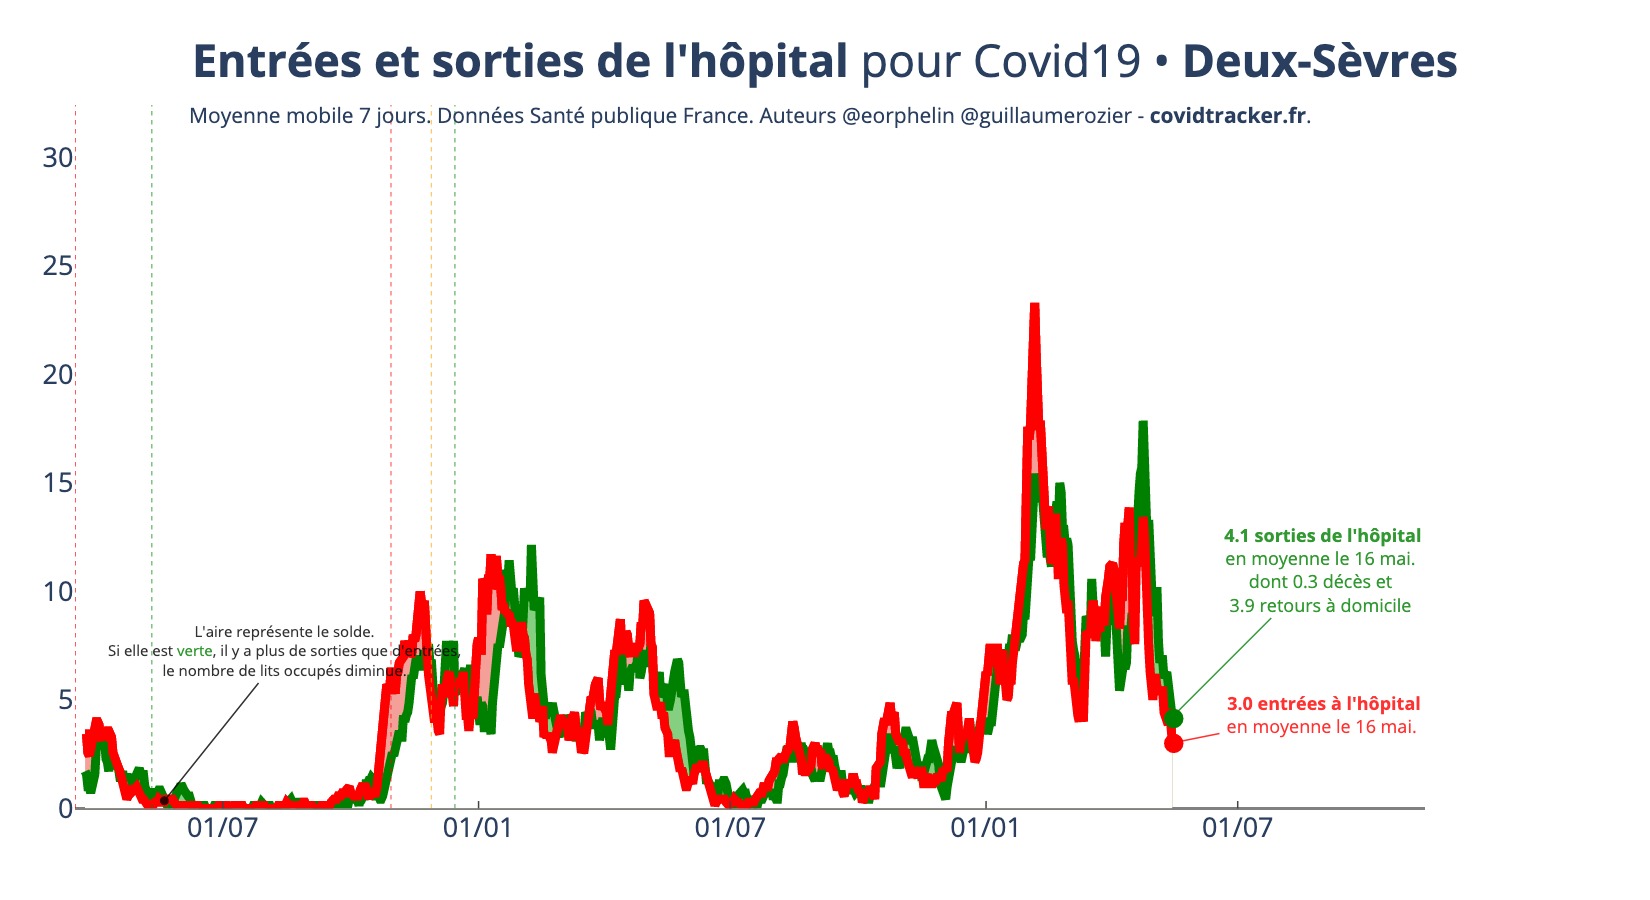 Entrées et sorties de l'hôpital pour Covid19 • Deux-Sèvres
Moyenne mobile 7 jours. Données Santé publique France. Auteurs @eorphelin @guillaumerozier - covidtracker.fr.
30
25
20
15
10
5
0
L'aire représente le solde.
Si elle est verte, il y a plus de sorties que d'entrées,
le nombre de lits occupés diminue.
4.1 sorties de l'hôpital
en moyenne le 16 mai.
dont 0.3 décès et
3.9 retours à domicile
3.0 entrées à l'hôpital
en moyenne le 16 mai.
01/07
01/01
01/07
01/01
01/07